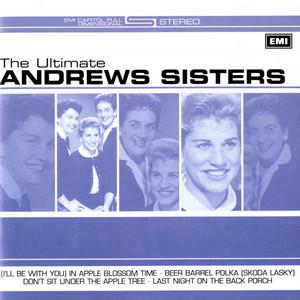 EMI CAPITOL FULL
DIMENSIONAL
STEREO
EMI
The Ultimate
ANDREWS SISTERS
(I'LL BE WITH YOU) IN APPLE BLOSSOM TIME · BEER BARREL POLKA (SKODA LASKY)
DON'T SIT UNDER THE APPLE TREE · LAST NIGHT ON THE BACK PORCH